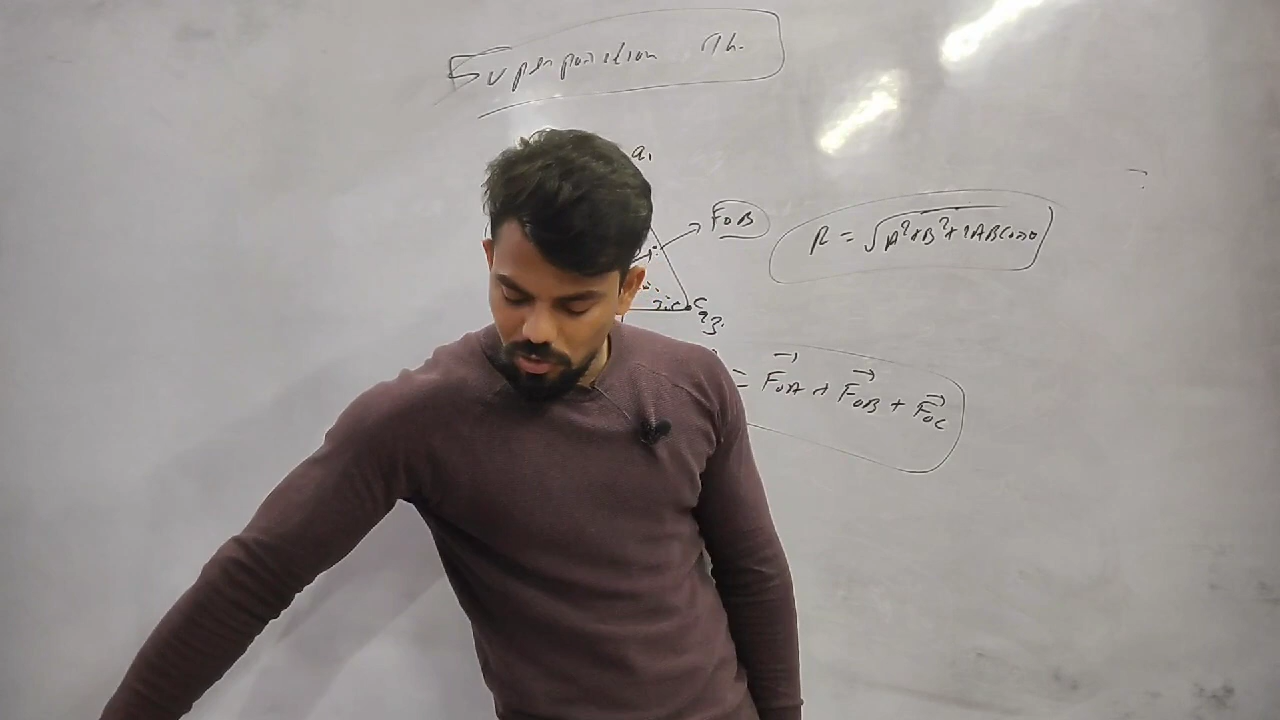 Superposition Th.
a1
FOB
R = √A²+B²+2ABCosθ
C
q3.
= F⃗OA + F⃗OB + F⃗OC